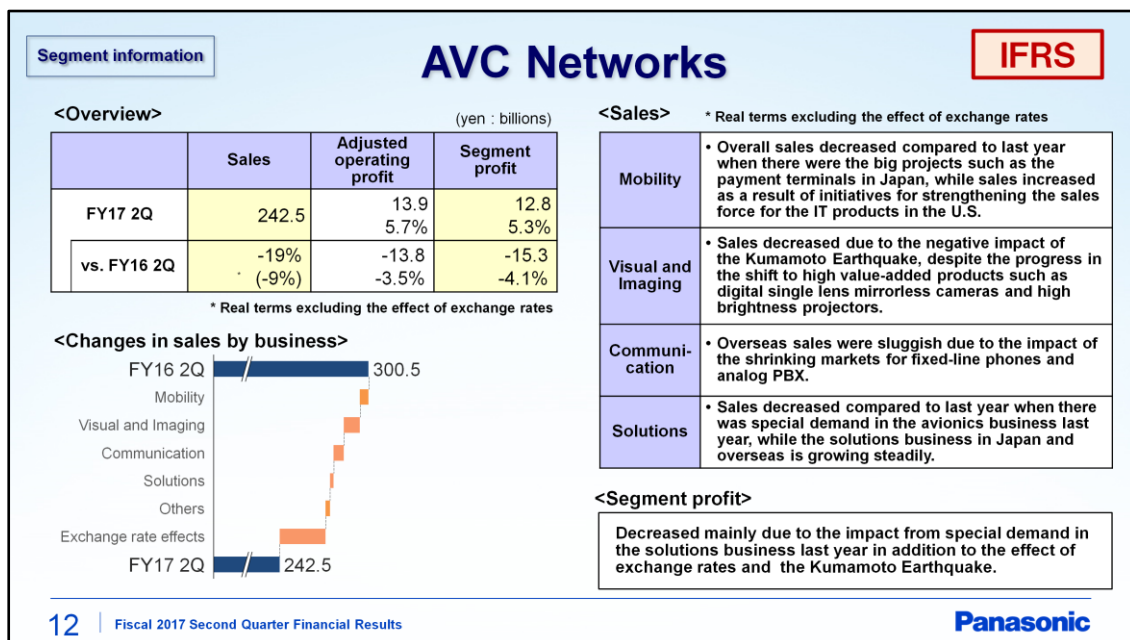 Segment information
AVC Networks
IFRS
<Overview>
(yen : billions)
Sales
Adjusted
operating
profit
Segment
profit
FY17 2Q
242.5
13.9
5.7%
12.8
5.3%
vs. FY16 2Q
-19%
* (-9%)
-13.8
-3.5%
-15.3
-4.1%
* Real terms excluding the effect of exchange rates
<Changes in sales by business>
FY16 2Q
300.5
Mobility
Visual and Imaging
Communication
Solutions
Others
Exchange rate effects
FY17 2Q
242.5
<Sales>
* Real terms excluding the effect of exchange rates
Mobility
• Overall sales decreased compared to last year
when there were the big projects such as the
payment terminals in Japan, while sales increased
as a result of initiatives for strengthening the sales
force for the IT products in the U.S.
Visual and
Imaging
• Sales decreased due to the negative impact of
the Kumamoto Earthquake, despite the progress in
the shift to high value-added products such as
digital single lens mirrorless cameras and high
brightness projectors.
Communi-
cation
• Overseas sales were sluggish due to the impact of
the shrinking markets for fixed-line phones and
analog PBX.
Solutions
• Sales decreased compared to last year when there
was special demand in the avionics business last
year, while the solutions business in Japan and
overseas is growing steadily.
<Segment profit>
Decreased mainly due to the impact from special demand in
the solutions business last year in addition to the effect of
exchange rates and the Kumamoto Earthquake.
12
Fiscal 2017 Second Quarter Financial Results
Panasonic